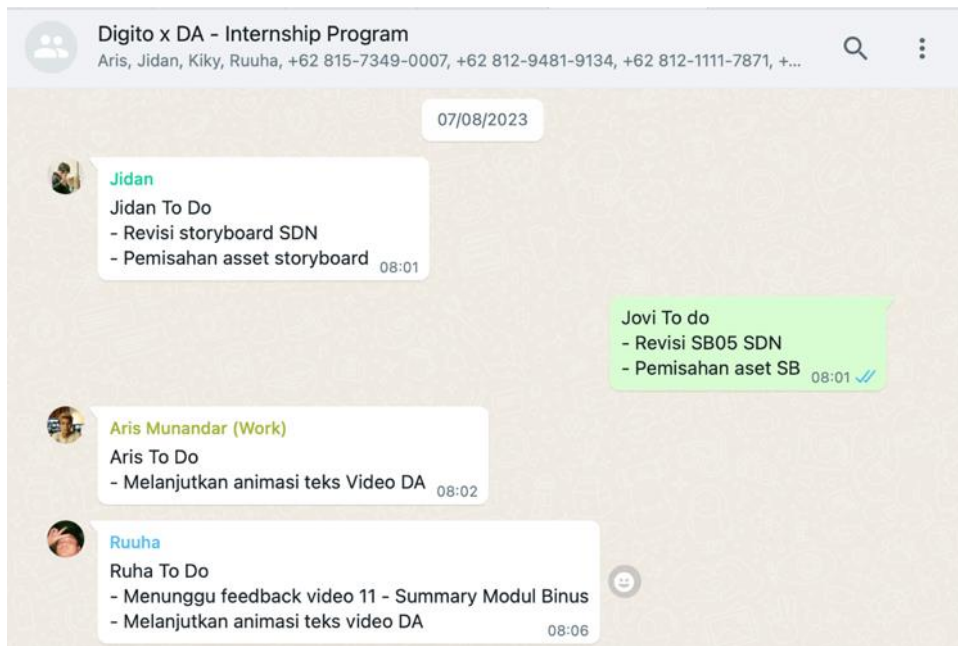 Digito x DA - Internship Program
Aris, Jidan, Kiky, Ruuha, +62 815-7349-0007, +62 812-9481-9134, +62 812-1111-7871, +...
07/08/2023
Jidan
Jidan To Do
- Revisi storyboard SDN
- Pemisahan asset storyboard 08:01
Jovi To do
- Revisi SB05 SDN
- Pemisahan aset SB 08:01
Aris Munandar (Work)
Aris To Do
- Melanjutkan animasi teks Video DA 08:02
Ruuha
Ruha To Do
- Menunggu feedback video 11 - Summary Modul Binus
- Melanjutkan animasi teks video DA 08:06